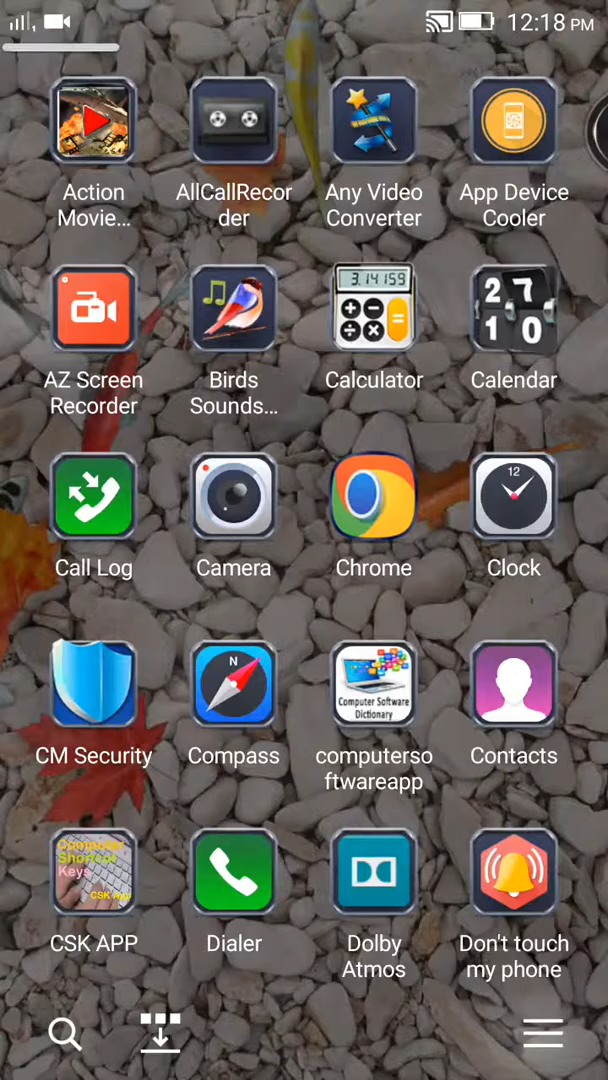 12:18 PM
Action
Movie...
AllCallRecor
der
Any Video
Converter
App Device
Cooler
3.14159
27
10
AZ Screen
Recorder
Birds
Sounds...
Calculator
Calendar
12
Call Log
Camera
Chrome
Clock
N
Computer Software
Dictionary
CM Security
Compass
computerso
ftwareapp
Contacts
Computer
Shortcut
Keys
CSK App
CSK APP
Dialer
Dolby
Atmos
Don't touch
my phone